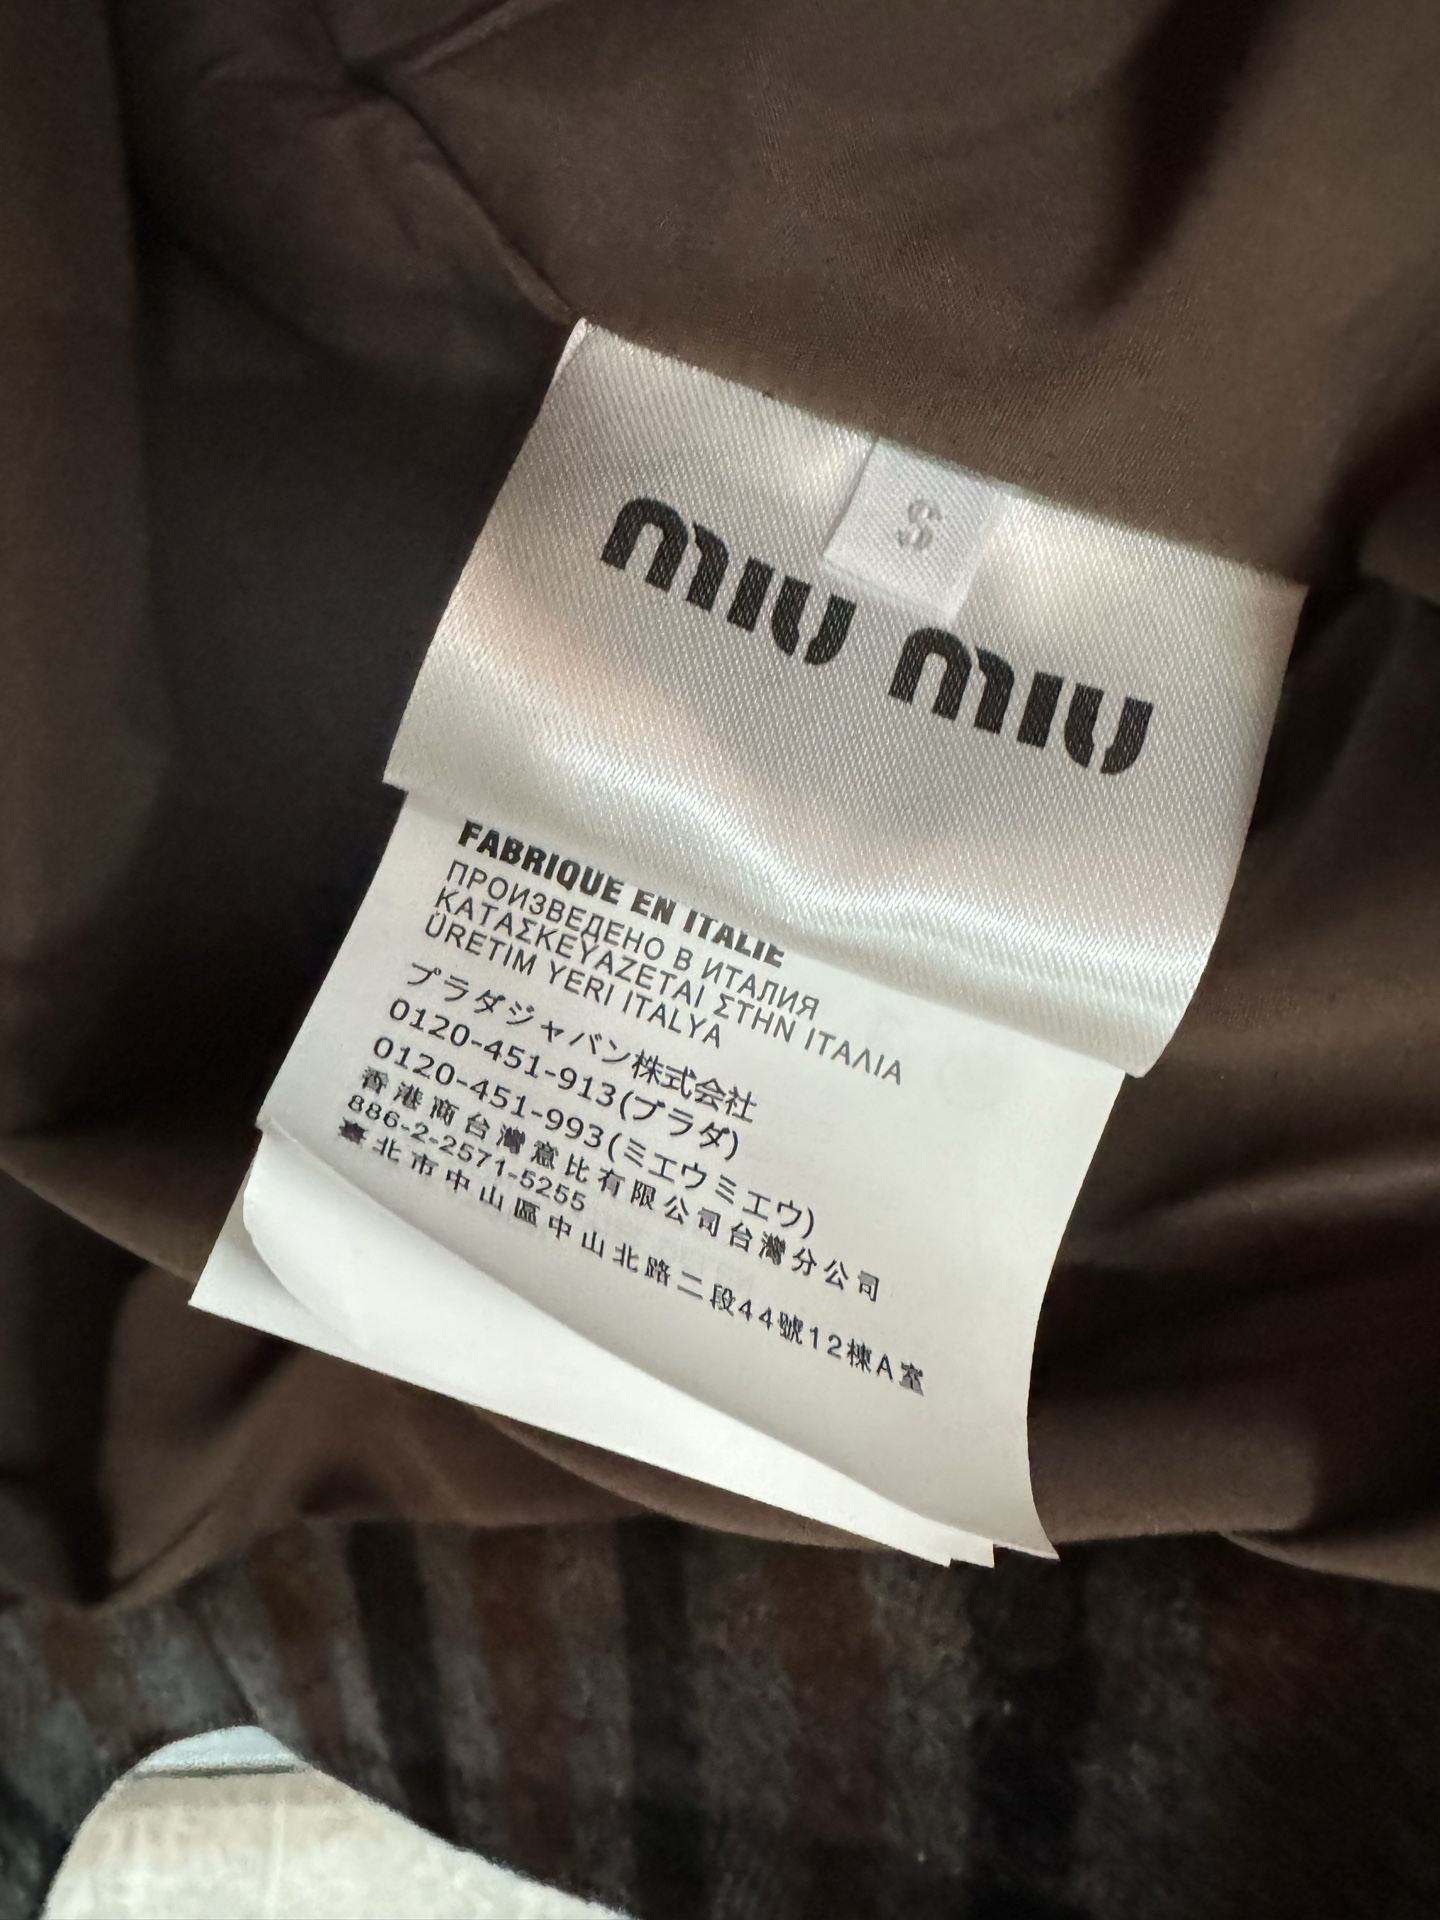 S
miu miu
FABRIQUE EN ITALIE
ПРОИЗВЕДЕНО В ИТАЛИЯ
ΚΑΤΑΣΚΕΥΑΖΕΤΑΙ ΣΤΗΝ ΙΤΑΛΙΑ
ÜRETIM YERI ITALYA
プラダジャパン株式会社
0120-451-913(プラダ)
0120-451-993(ミュウミュウ)
香港商台灣意比有限公司台灣分公司
886-2-2571-5255
臺北市中山區中山北路二段44號12樓A室